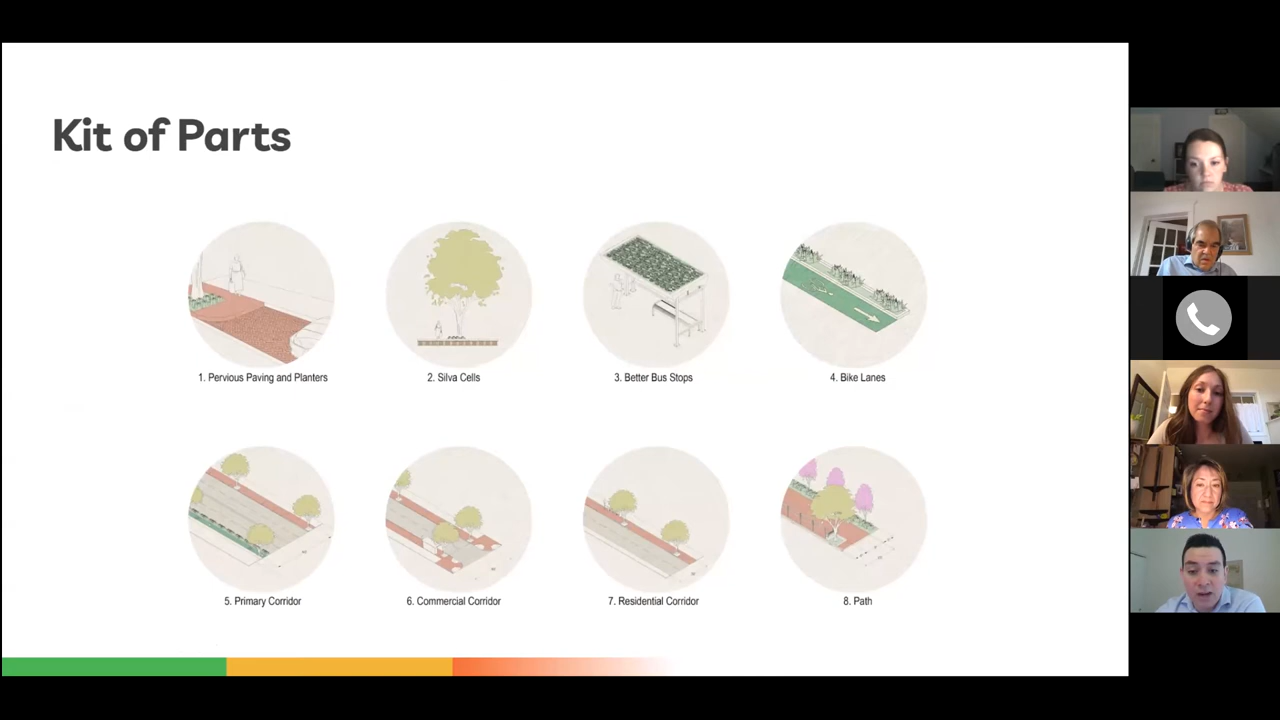 Kit of Parts
1. Pervious Paving and Planters
2. Silva Cells
3. Better Bus Stops
4. Bike Lanes
5. Primary Corridor
6. Commercial Corridor
7. Residential Corridor
8. Path